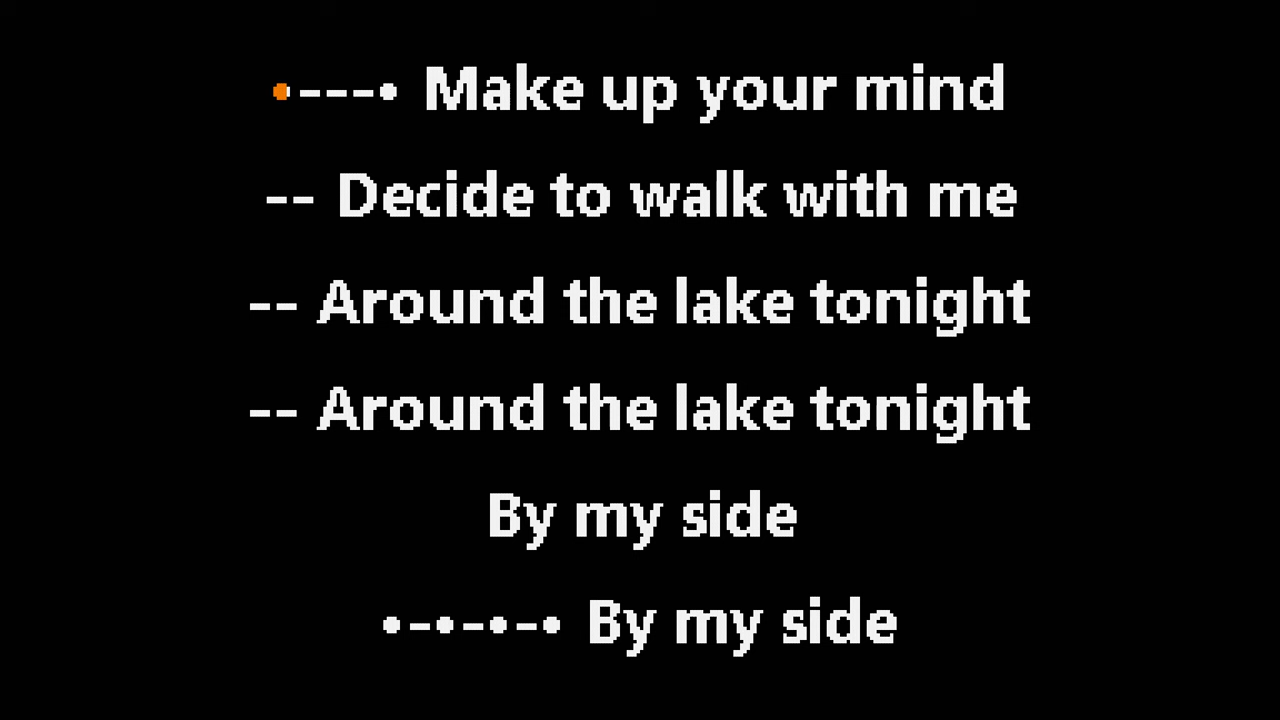 •---• Make up your mind
-- Decide to walk with me
-- Around the lake tonight
-- Around the lake tonight
By my side
•-•-•-• By my side